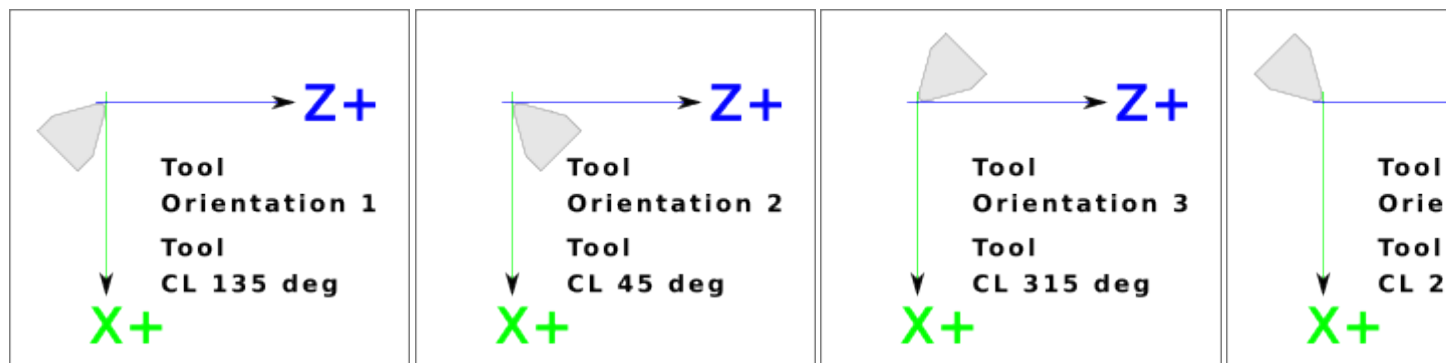 Z+
Tool
Orientation 1
Tool
CL 135 deg
X+
Z+
Tool
Orientation 2
Tool
CL 45 deg
X+
Z+
Tool
Orientation 3
Tool
CL 315 deg
X+
Tool
Tool
X+